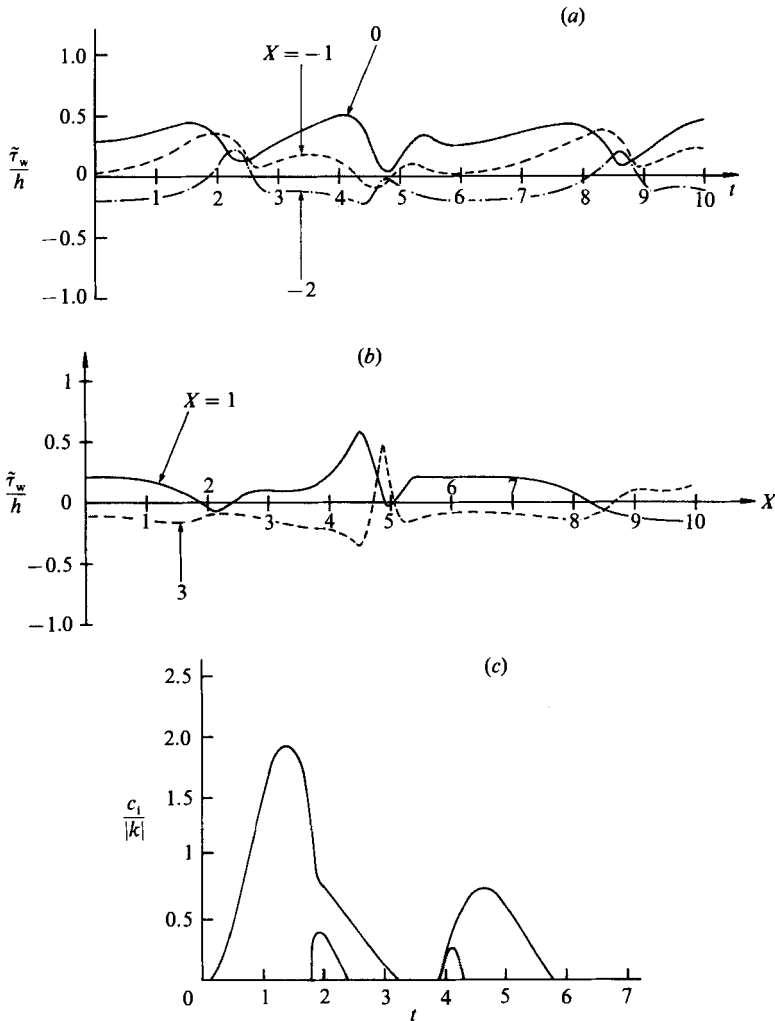 (a)
0
X = −1
1.0
0.5
τ̃w/h
0
1 2 3 4 5 6 7 8 9 10 t
−0.5
−2
−1.0
(b)
1
X = 1
0.5
τ̃w/h
2 6 7
0
1 3 4 5 8 9 10 X
−0.5
3
−1.0
(c)
2.5
2.0
1.5
ci/|k|
1
0.5
0 1 2 3 4 5 6 7
t